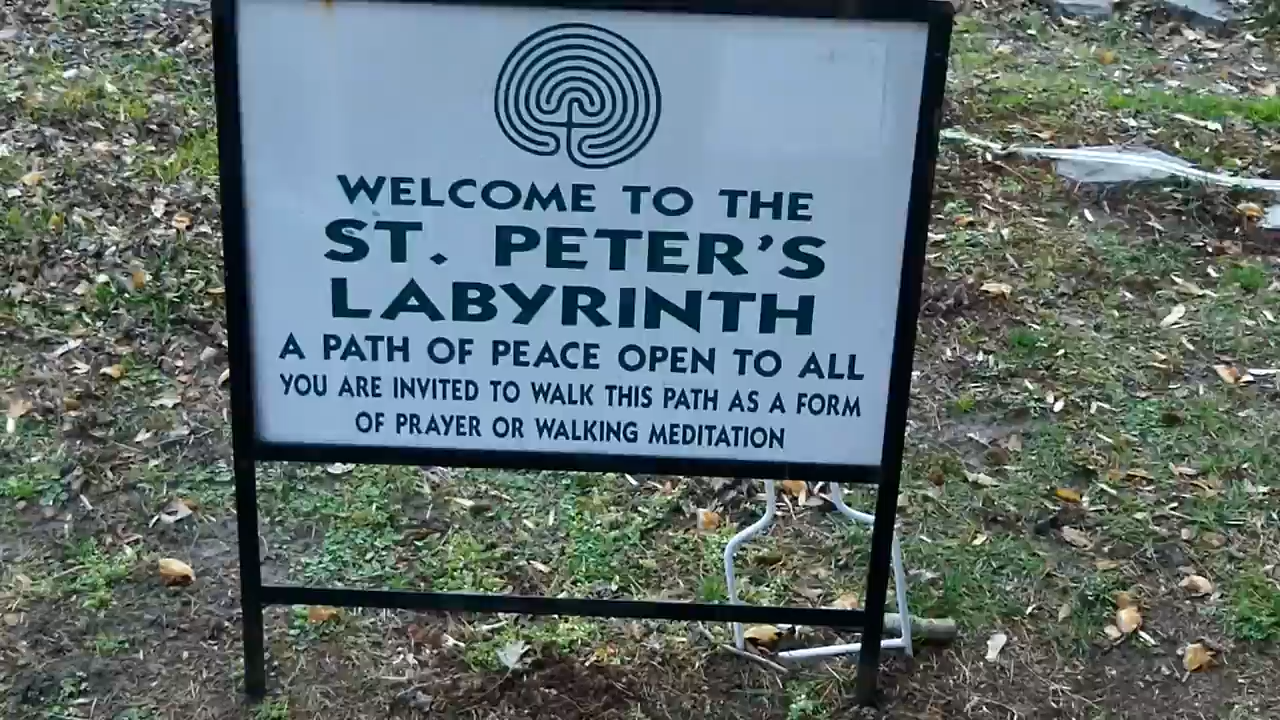 WELCOME TO THE
ST. PETER'S
LABYRINTH
A PATH OF PEACE OPEN TO ALL
YOU ARE INVITED TO WALK THIS PATH AS A FORM
OF PRAYER OR WALKING MEDITATION